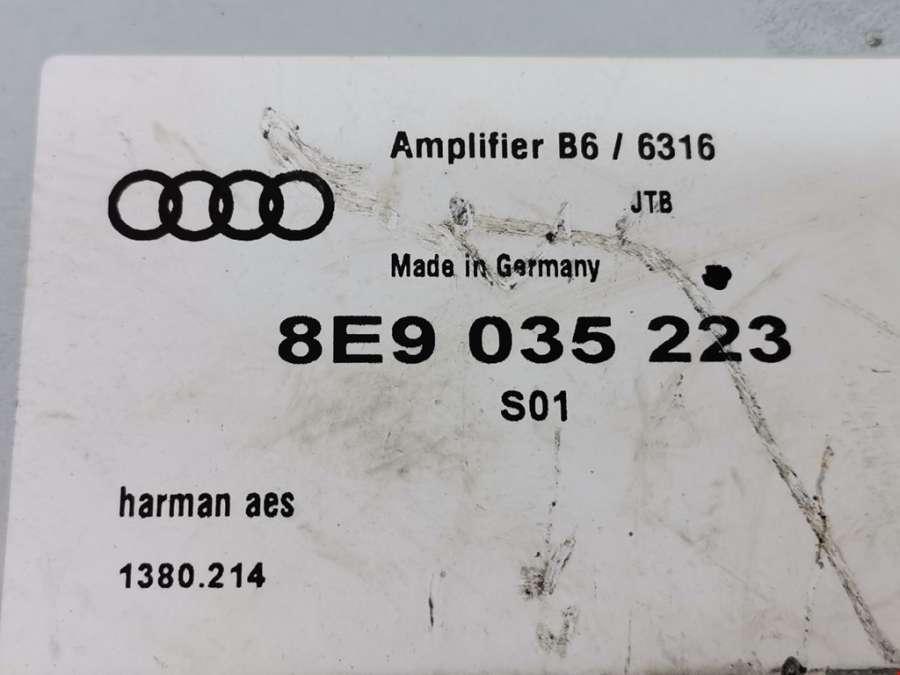 Amplifier B6 / 6316
JTB
Made in Germany
8E9 035 223
S01
harman aes
1380.214